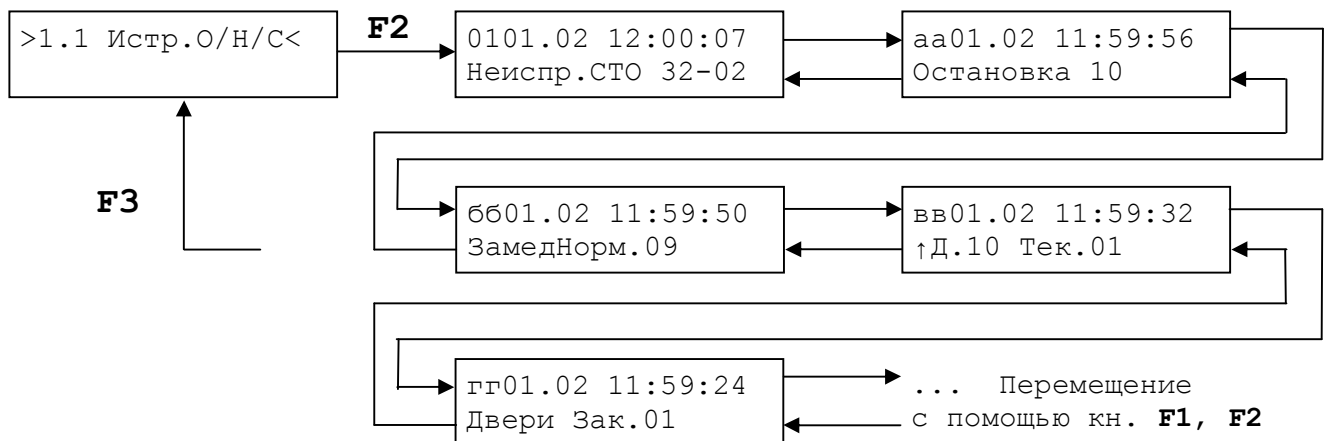 >1.1 Истр.О/Н/С<
F2
0101.02 12:00:07
Неиспр.СТО 32-02
аа01.02 11:59:56
Остановка 10
F3
бб01.02 11:59:50
ЗамедНорм.09
вв01.02 11:59:32
↑Д.10 Тек.01
гг01.02 11:59:24
Двери Зак.01
... Перемещение
с помощью кн. F1, F2